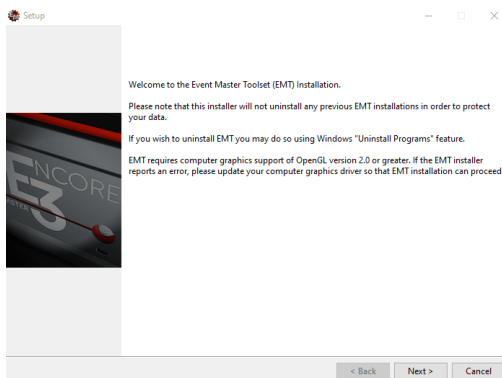 Setup
Welcome to the Event Master Toolset (EMT) Installation.
Please note that this installer will not uninstall any previous EMT installations in order to protect
your data.
If you wish to uninstall EMT you may do so using Windows "Uninstall Programs" feature.
EMT requires computer graphics support of OpenGL version 2.0 or greater. If the EMT installer
reports an error, please update your computer graphics driver so that EMT installation can proceed
ENCORE
E3
< Back
Next >
Cancel